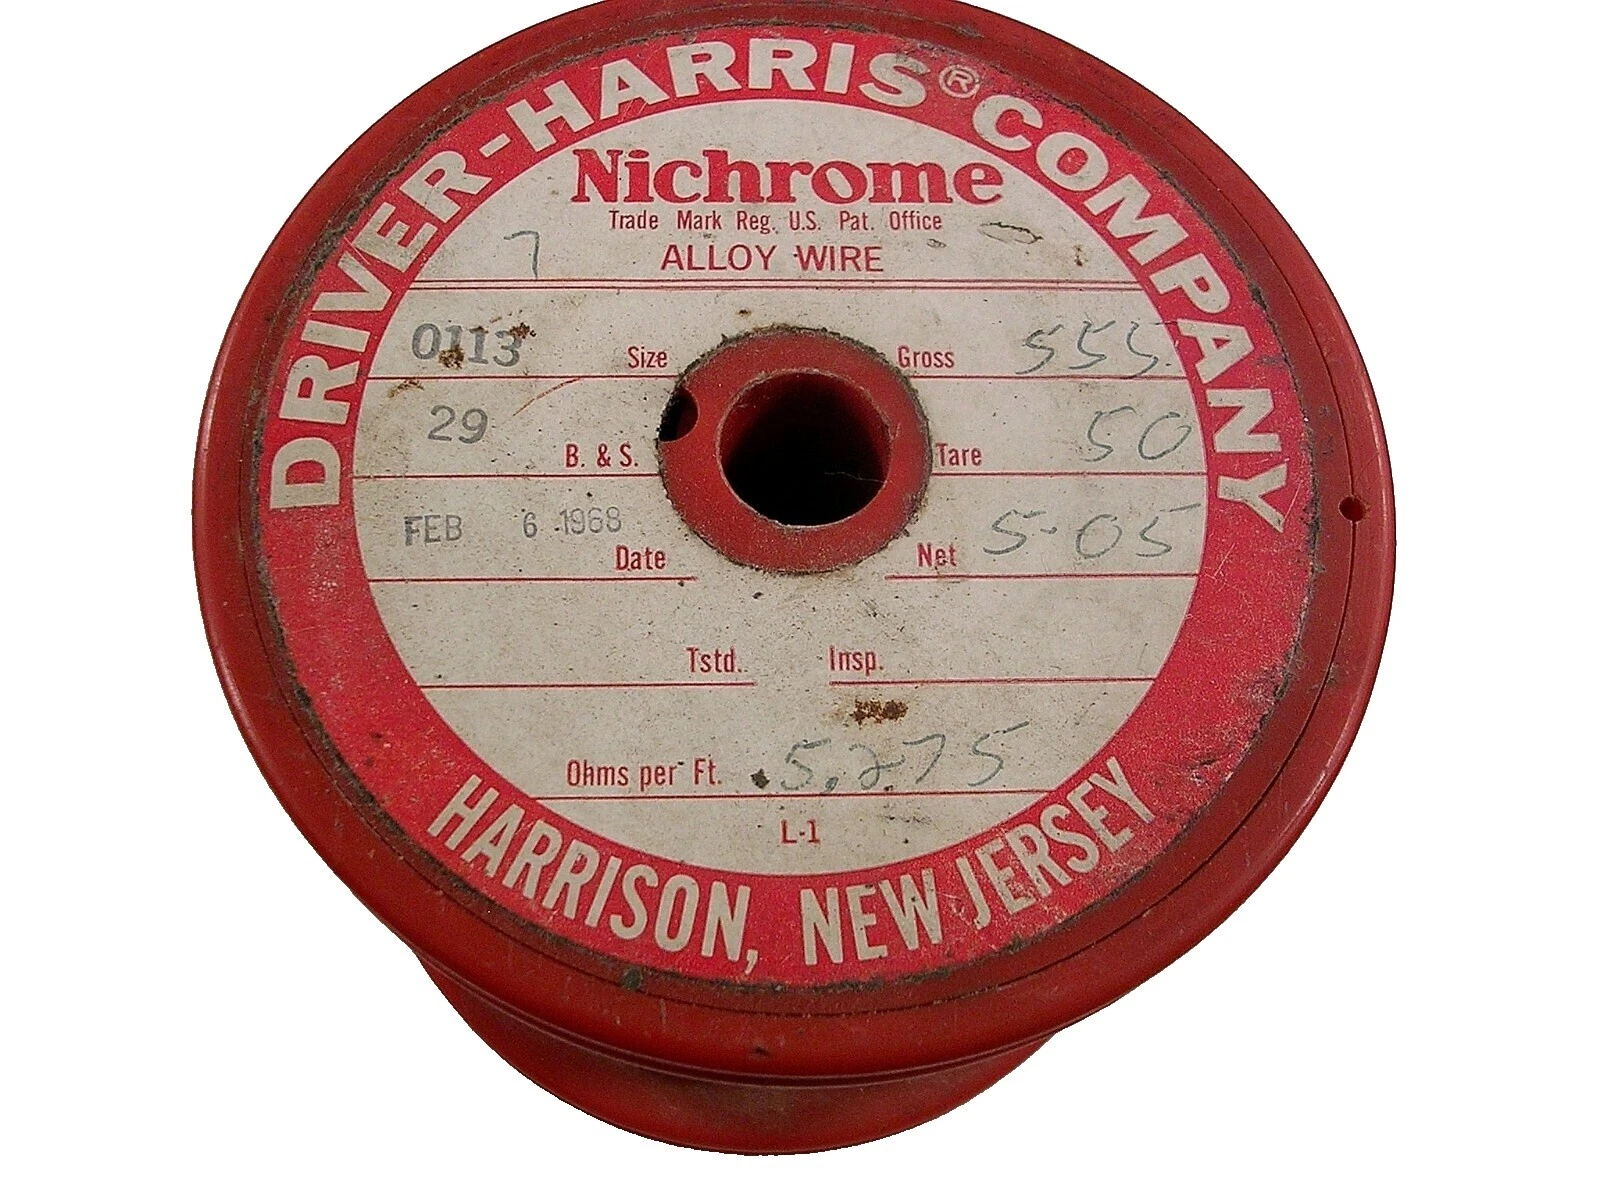 DRIVER-HARRIS® COMPANY
Nichrome
Trade Mark Reg. U.S. Pat. Office
7 ALLOY WIRE
0113 Size Gross 555
29 B. & S. Tare 50
FEB 6 1968 Date Net 5-05
Tstd. Insp.
Ohms per Ft. 5.275
L-1
HARRISON, NEW JERSEY